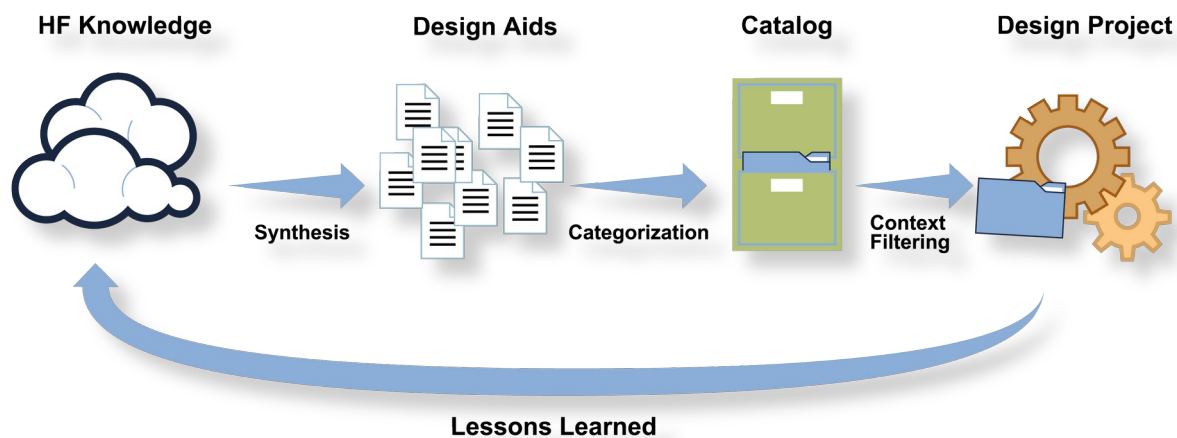 HF Knowledge
Design Aids
Catalog
Design Project
Synthesis
Categorization
Context
Filtering
Lessons Learned